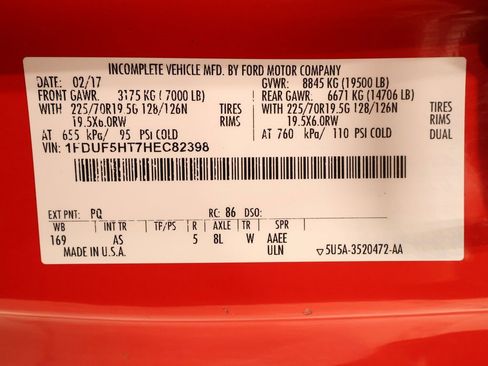 INCOMPLETE VEHICLE MFD. BY FORD MOTOR COMPANY
DATE: 02/17 GVWR: 8845 KG (19500 LB)
FRONT GAWR: 3175 KG (7000 LB) REAR GAWR: 6671 KG (14706 LB)
WITH 225/70R19.5G 128/126N TIRES WITH 225/70R19.5G 128/126N TIRES
19.5X6.0RW RIMS 19.5X6.0RW RIMS
AT 655 kPa/ 95 PSI COLD AT 760 kPa/ 110 PSI COLD DUAL
VIN: 1FDUF5HT7HEC82398
EXT PNT: PQ RC: 86 DSO:
WB INT TR TP/PS R AXLE TR SPR
169 AS 5 8L W AAEE
MADE IN U.S.A. ULN ▽5U5A-3520472-AA